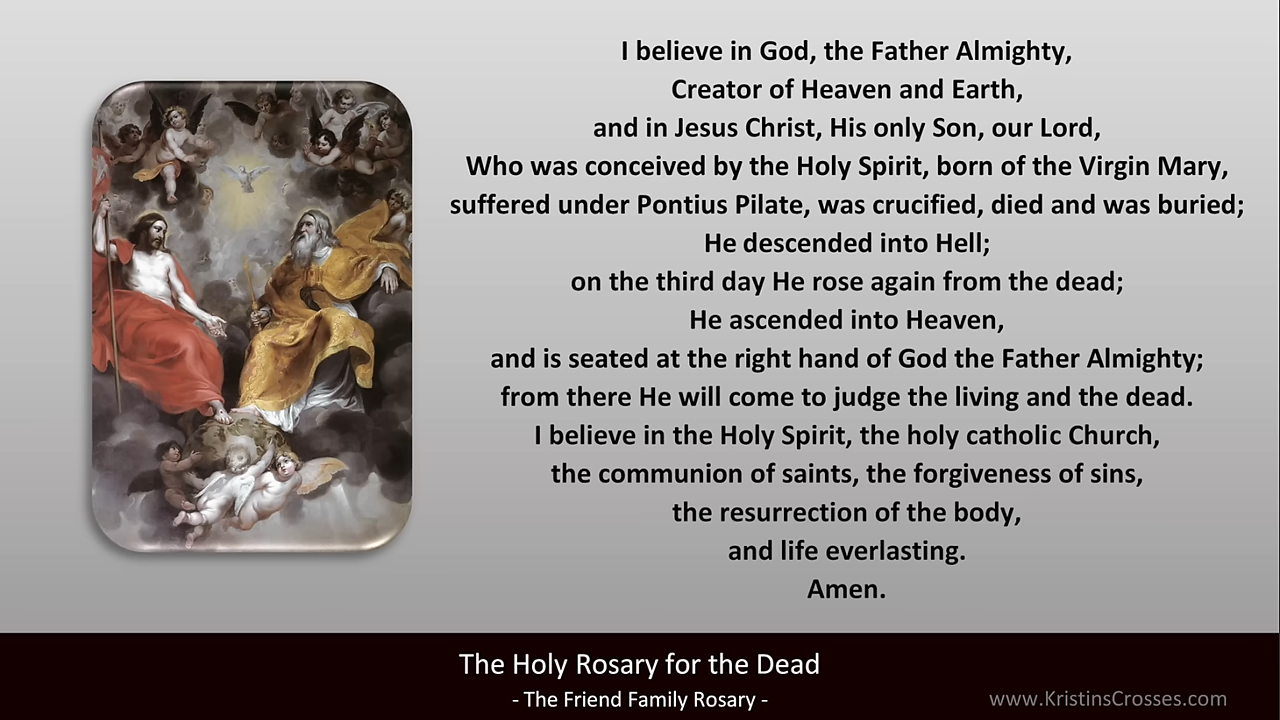 I believe in God, the Father Almighty,
Creator of Heaven and Earth,
and in Jesus Christ, His only Son, our Lord,
Who was conceived by the Holy Spirit, born of the Virgin Mary,
suffered under Pontius Pilate, was crucified, died and was buried;
He descended into Hell;
on the third day He rose again from the dead;
He ascended into Heaven,
and is seated at the right hand of God the Father Almighty;
from there He will come to judge the living and the dead.
I believe in the Holy Spirit, the holy catholic Church,
the communion of saints, the forgiveness of sins,
the resurrection of the body,
and life everlasting.
Amen.
The Holy Rosary for the Dead
- The Friend Family Rosary -
www.KristinsCrosses.com